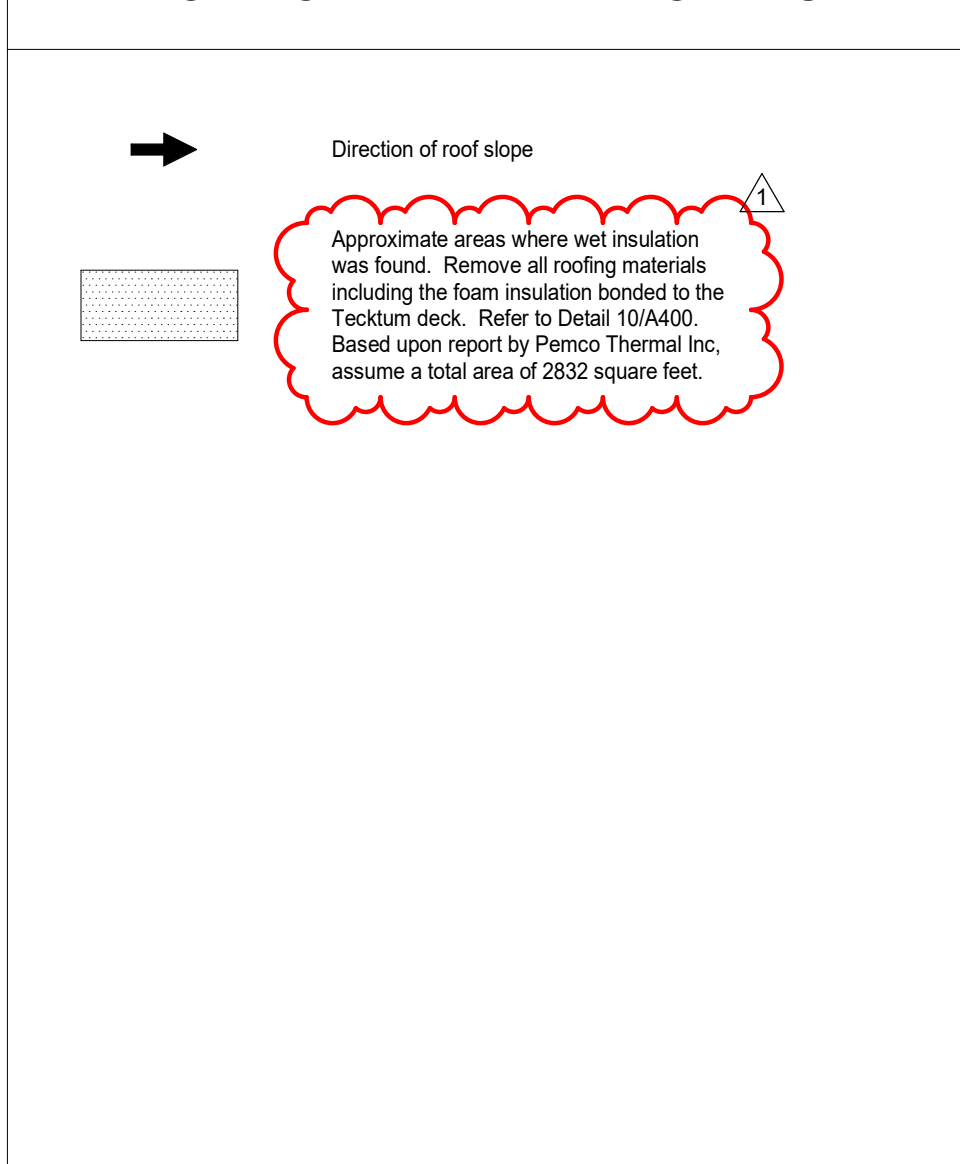 Direction of roof slope
1
Approximate areas where wet insulation
was found.  Remove all roofing materials
including the foam insulation bonded to the
Tecktum deck.  Refer to Detail 10/A400.
Based upon report by Pemco Thermal Inc,
assume a total area of 2832 square feet.